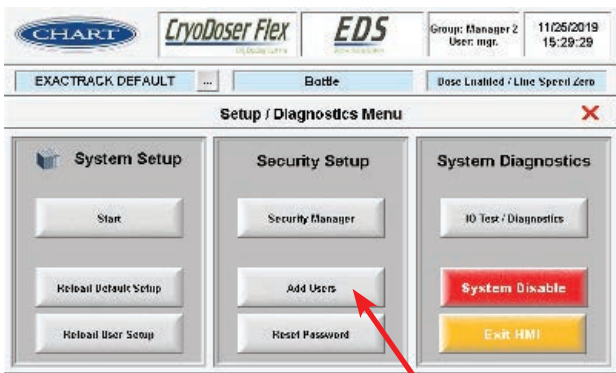 CHART
CryoDoser Flex
EDS
Group: Manager 2
User: mgr.
11/25/2019
15:29:29
EXACTRACK DEFAULT
...
Bottle
Dose Enabled / Line Speed Zero
Setup / Diagnostics Menu
System Setup
Security Setup
System Diagnostics
Start
Security Manager
IO Test / Diagnostics
Reload Default Setup
Add Users
System Disable
Reload User Setup
Reset Password
Exit HMI